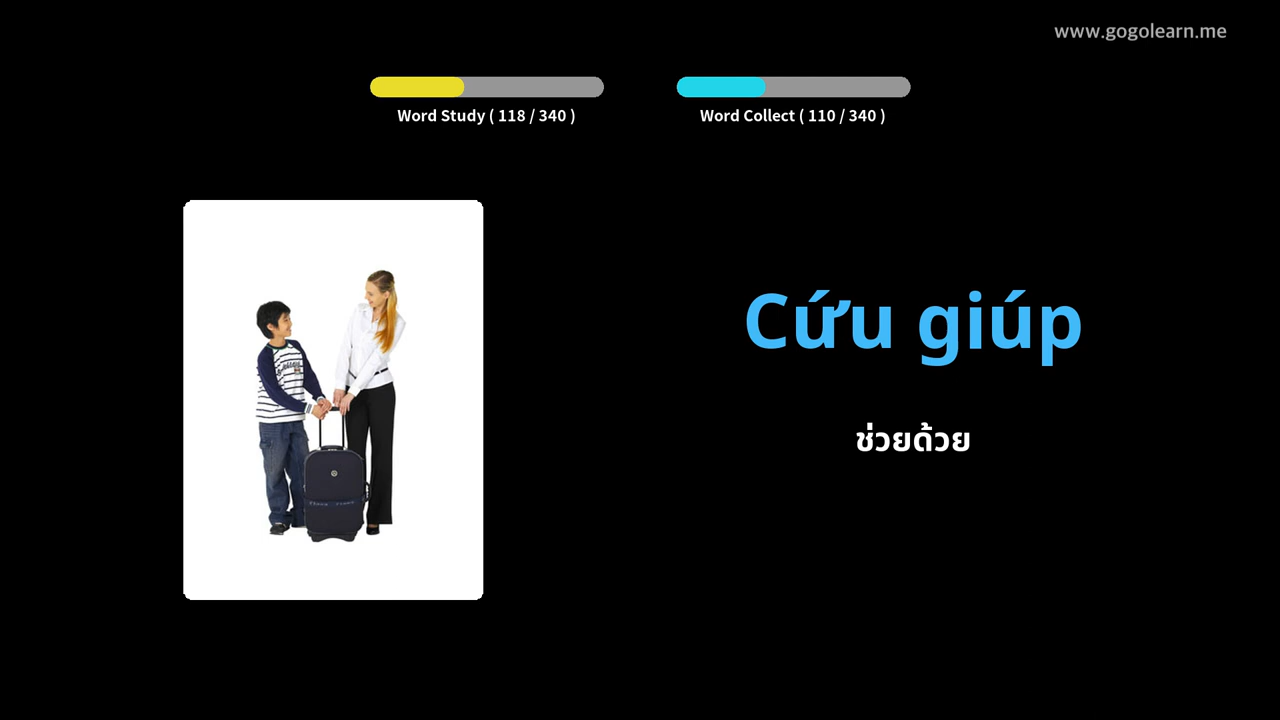 www.gogolearn.me
Word Study ( 118 / 340 )
Word Collect ( 110 / 340 )
Cứu giúp
ช่วยด้วย